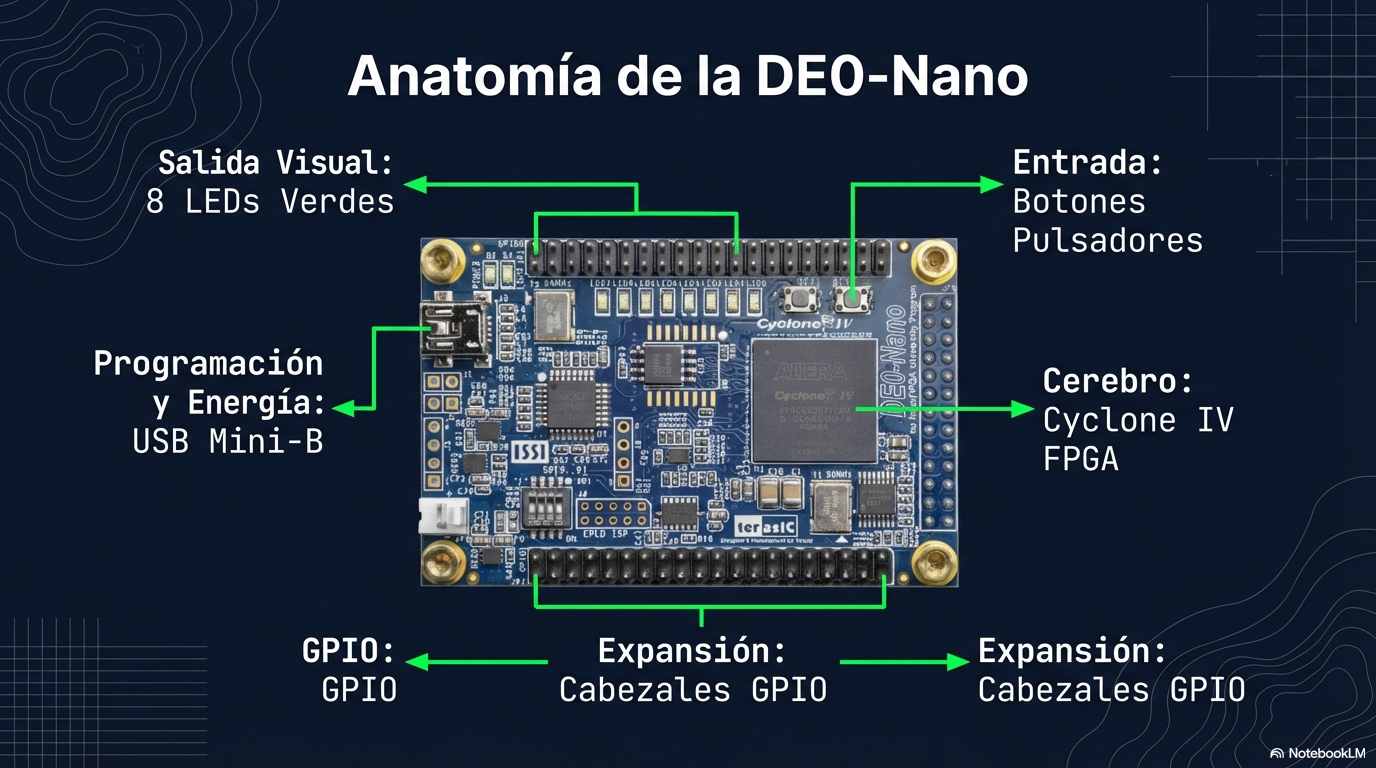 Anatomía de la DE0-Nano
Salida Visual:
8 LEDs Verdes
Entrada:
Botones
Pulsadores
Programación
y Energía:
USB Mini-B
Cerebro:
Cyclone IV
FPGA
Cyclone IV
ALTERA
Cyclone IV
DE0-Nano
ISSI
EPLD ISP
terasIC
GPIO:
GPIO
Expansión:
Cabezales GPIO
Expansión:
Cabezales GPIO
NotebookLM